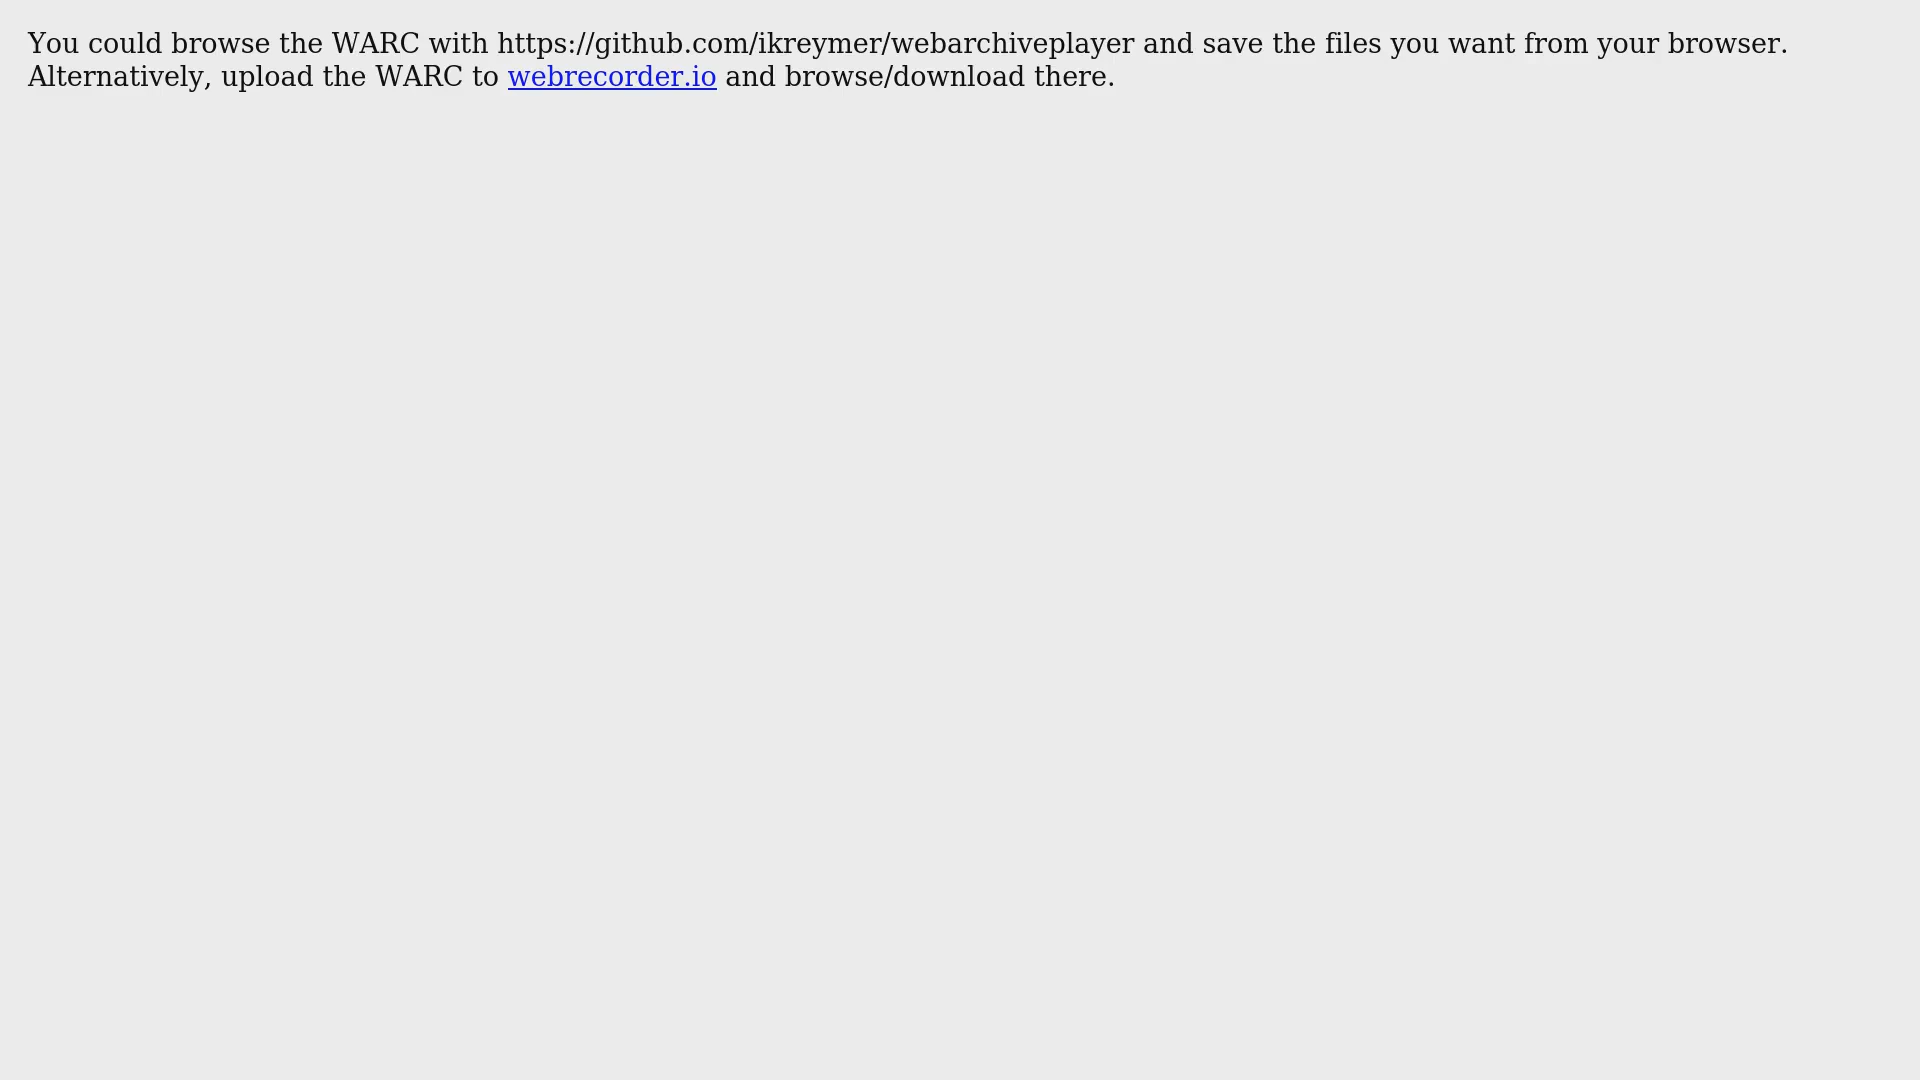 You could browse the WARC with https://github.com/ikreymer/webarchiveplayer and save the files you want from your browser.
Alternatively, upload the WARC to webrecorder.io and browse/download there.